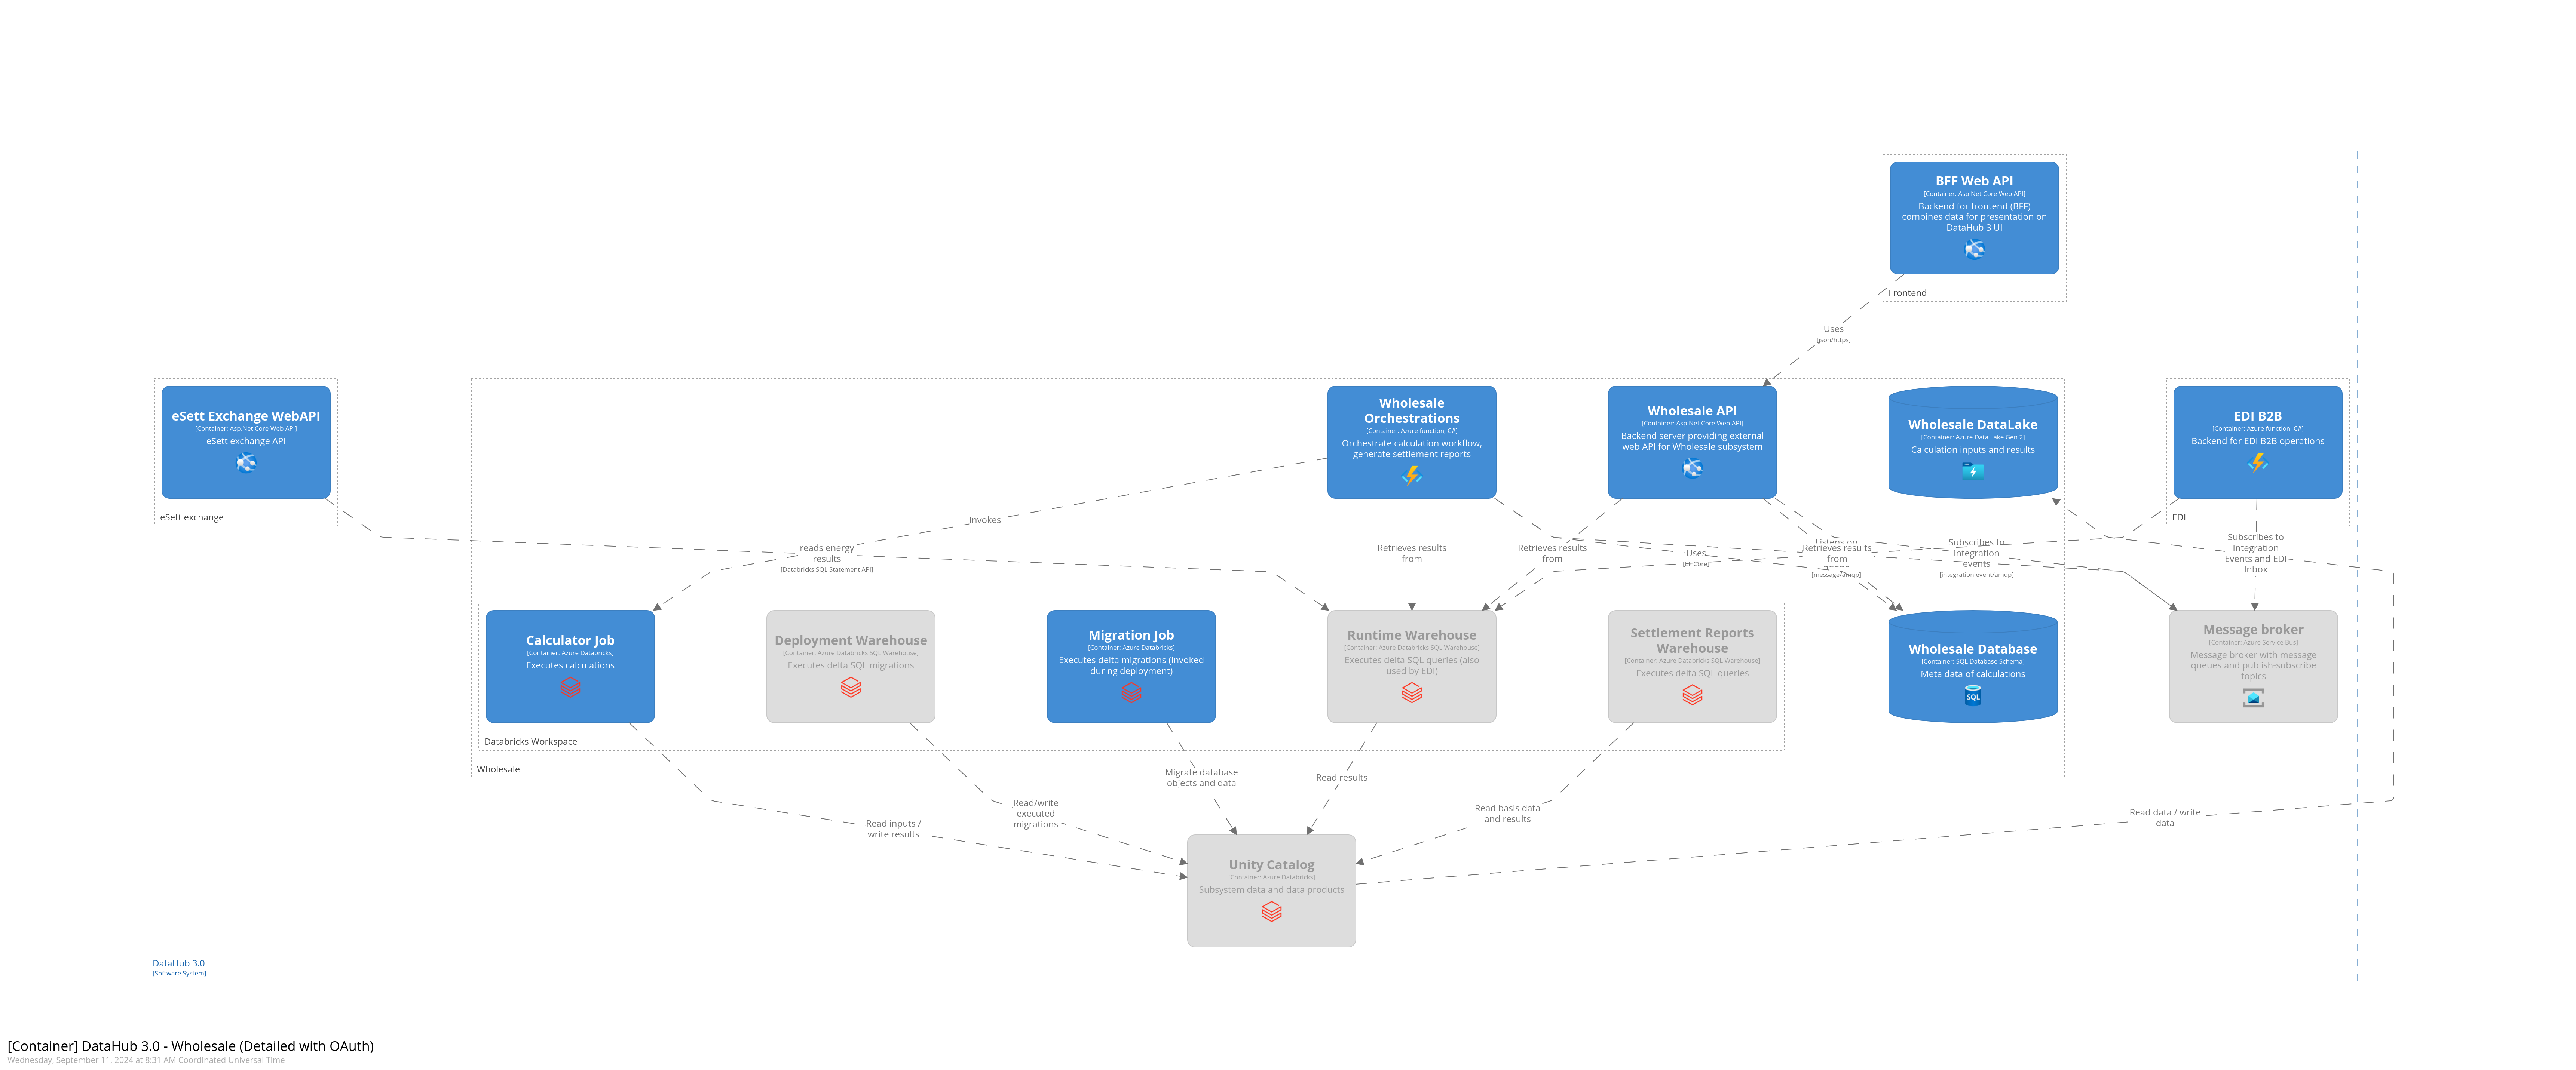 BFF Web API
[Container: Asp.Net Core Web API]
Backend for frontend (BFF)
combines data for presentation on
DataHub 3 UI
Frontend
Uses
[json/https]
eSett Exchange WebAPI
[Container: Asp.Net Core Web API]
eSett exchange API
eSett exchange
Wholesale
Orchestrations
[Container: Azure function, C#]
Orchestrate calculation workflow,
generate settlement reports
Wholesale API
[Container: Asp.Net Core Web API]
Backend server providing external
web API for Wholesale subsystem
Wholesale DataLake
[Container: Azure Data Lake Gen 2]
Calculation inputs and results
EDI B2B
[Container: Azure function, C#]
Backend for EDI B2B operations
EDI
Invokes
reads energy
results
[Databricks SQL Statement API]
Retrieves results
from
Retrieves results
from
Uses
[EF Core]
Listens on
Retrieves results
from
queue
[message/amqp]
Subscribes to
integration
events
[integration event/amqp]
Subscribes to
Integration
Events and EDI
Inbox
Calculator Job
[Container: Azure Databricks]
Executes calculations
Deployment Warehouse
[Container: Azure Databricks SQL Warehouse]
Executes delta SQL migrations
Migration Job
[Container: Azure Databricks]
Executes delta migrations (invoked
during deployment)
Runtime Warehouse
[Container: Azure Databricks SQL Warehouse]
Executes delta SQL queries (also
used by EDI)
Settlement Reports
Warehouse
[Container: Azure Databricks SQL Warehouse]
Executes delta SQL queries
Wholesale Database
[Container: SQL Database Schema]
Meta data of calculations
SQL
Message broker
[Container: Azure Service Bus]
Message broker with message
queues and publish-subscribe
topics
Databricks Workspace
Wholesale
Read inputs /
write results
Read/write
executed
migrations
Migrate database
objects and data
Read results
Read basis data
and results
Read data / write
data
Unity Catalog
[Container: Azure Databricks]
Subsystem data and data products
DataHub 3.0
[Software System]
[Container] DataHub 3.0 - Wholesale (Detailed with OAuth)
Wednesday, September 11, 2024 at 8:31 AM Coordinated Universal Time